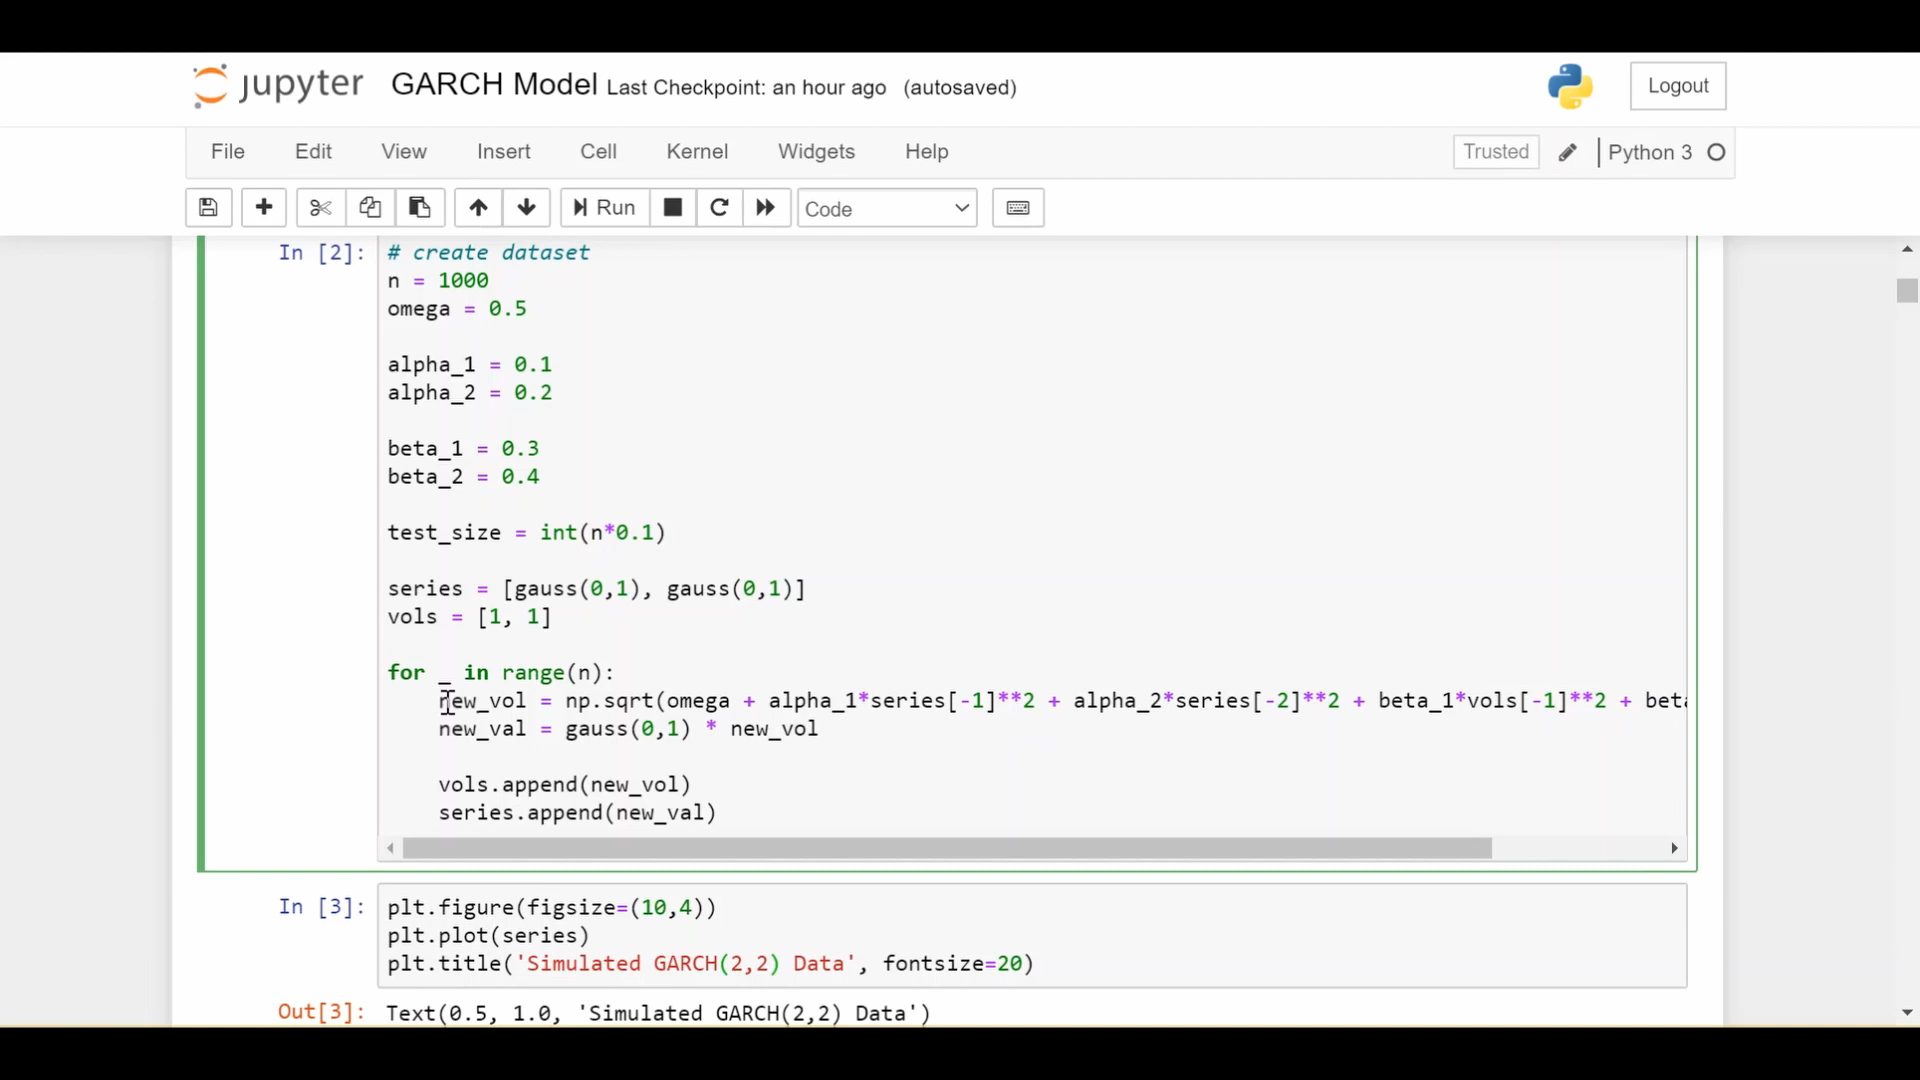 jupyter GARCH Model Last Checkpoint: an hour ago (autosaved) Logout
File Edit View Insert Cell Kernel Widgets Help Trusted Python 3
Run Code
In [2]: # create dataset
n = 1000
omega = 0.5
alpha_1 = 0.1
alpha_2 = 0.2
beta_1 = 0.3
beta_2 = 0.4
test_size = int(n*0.1)
series = [gauss(0,1), gauss(0,1)]
vols = [1, 1]
for _ in range(n):
new_vol = np.sqrt(omega + alpha_1*series[-1]**2 + alpha_2*series[-2]**2 + beta_1*vols[-1]**2 + beta
new_val = gauss(0,1) * new_vol
vols.append(new_vol)
series.append(new_val)
In [3]: plt.figure(figsize=(10,4))
plt.plot(series)
plt.title('Simulated GARCH(2,2) Data', fontsize=20)
Out[3]: Text(0.5, 1.0, 'Simulated GARCH(2,2) Data')